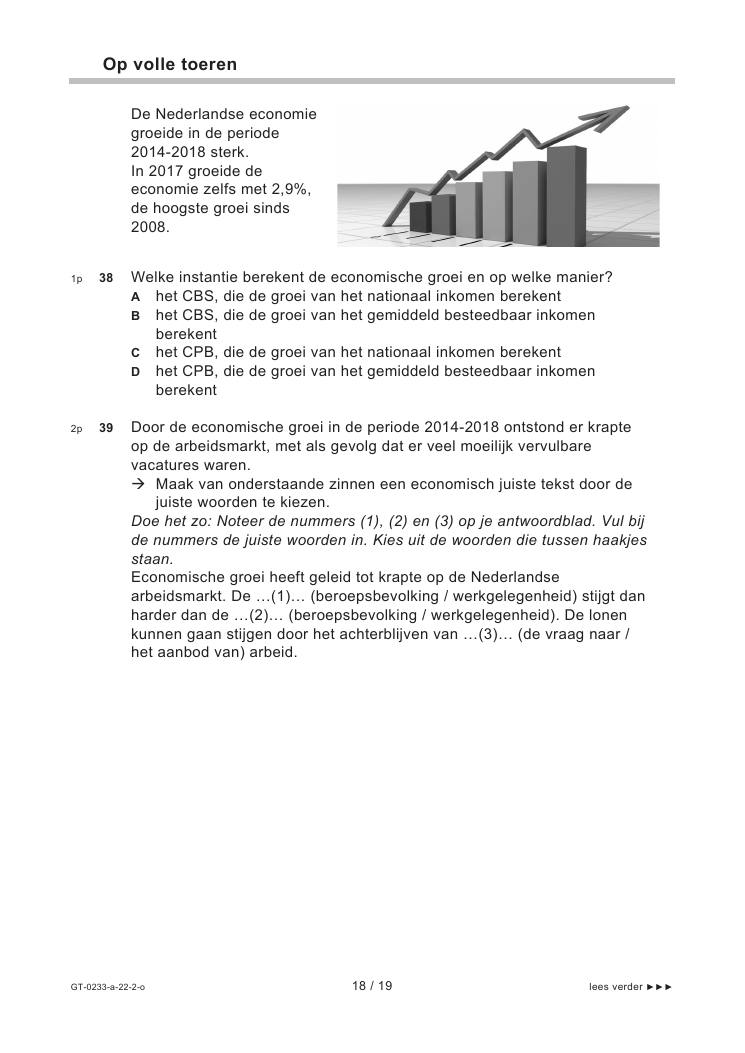 Op volle toeren
De Nederlandse economie
groeide in de periode
2014-2018 sterk.
In 2017 groeide de
economie zelfs met 2,9%,
de hoogste groei sinds
2008.
1p 38 Welke instantie berekent de economische groei en op welke manier?
A het CBS, die de groei van het nationaal inkomen berekent
B het CBS, die de groei van het gemiddeld besteedbaar inkomen
berekent
C het CPB, die de groei van het nationaal inkomen berekent
D het CPB, die de groei van het gemiddeld besteedbaar inkomen
berekent
2p 39 Door de economische groei in de periode 2014-2018 ontstond er krapte
op de arbeidsmarkt, met als gevolg dat er veel moeilijk vervulbare
vacatures waren.
→ Maak van onderstaande zinnen een economisch juiste tekst door de
juiste woorden te kiezen.
Doe het zo: Noteer de nummers (1), (2) en (3) op je antwoordblad. Vul bij
de nummers de juiste woorden in. Kies uit de woorden die tussen haakjes
staan.
Economische groei heeft geleid tot krapte op de Nederlandse
arbeidsmarkt. De …(1)… (beroepsbevolking / werkgelegenheid) stijgt dan
harder dan de …(2)… (beroepsbevolking / werkgelegenheid). De lonen
kunnen gaan stijgen door het achterblijven van …(3)… (de vraag naar /
het aanbod van) arbeid.
GT-0233-a-22-2-o 18 / 19 lees verder ►►►